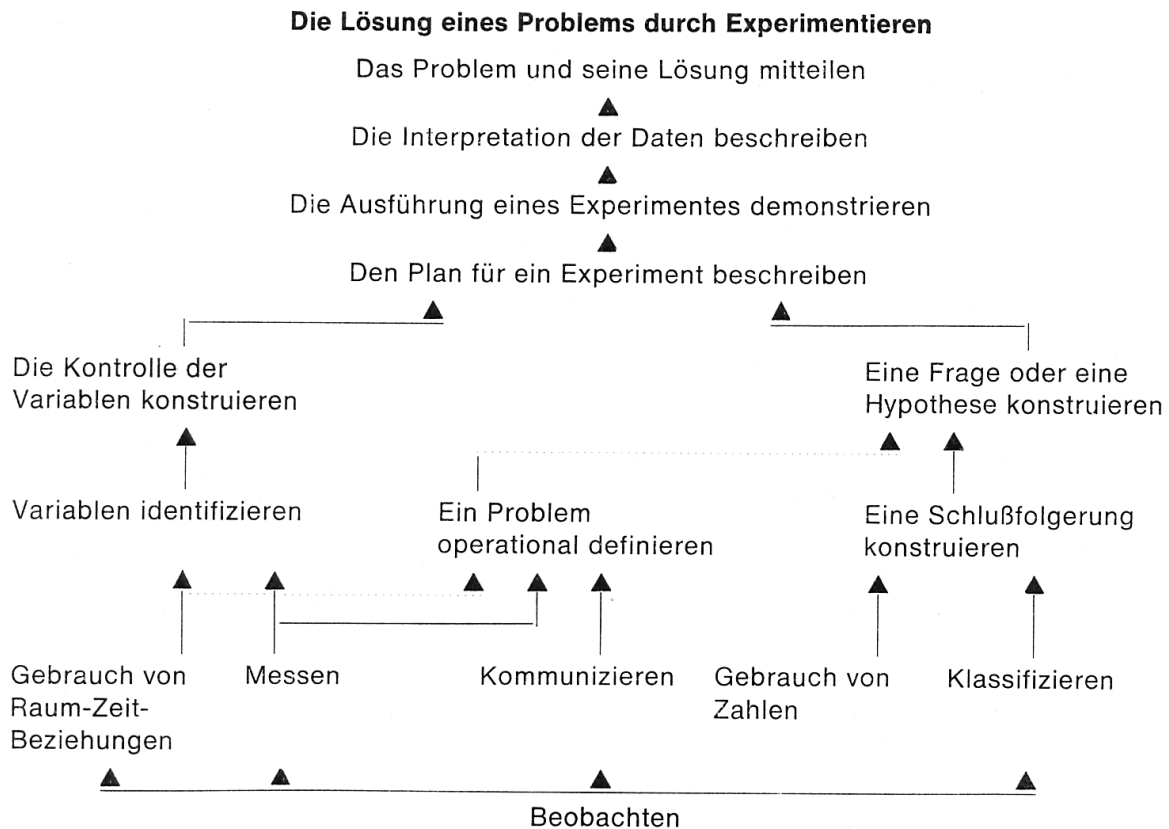 Die Lösung eines Problems durch Experimentieren
Das Problem und seine Lösung mitteilen
Die Interpretation der Daten beschreiben
Die Ausführung eines Experimentes demonstrieren
Den Plan für ein Experiment beschreiben
Die Kontrolle der
Variablen konstruieren
Eine Frage oder eine
Hypothese konstruieren
Variablen identifizieren
Ein Problem
operational definieren
Eine Schlußfolgerung
konstruieren
Gebrauch von
Raum-Zeit-
Beziehungen
Messen
Kommunizieren
Gebrauch von
Zahlen
Klassifizieren
Beobachten